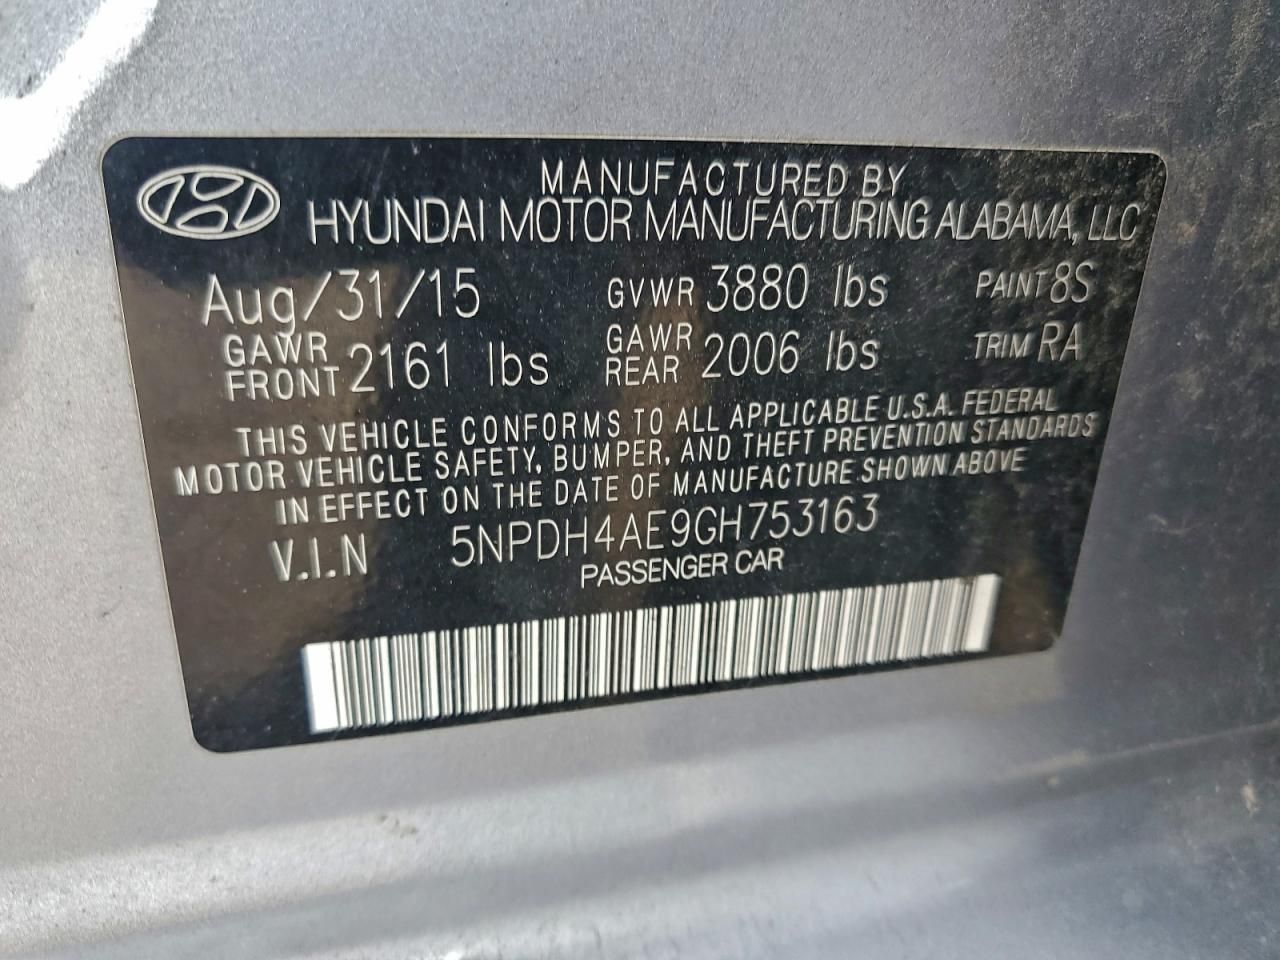 MANUFACTURED BY
HYUNDAI MOTOR MANUFACTURING ALABAMA, LLC
Aug/31/15 GVWR 3880 lbs PAINT 8S
GAWR FRONT 2161 lbs GAWR REAR 2006 lbs TRIM RA
THIS VEHICLE CONFORMS TO ALL APPLICABLE U.S.A. FEDERAL
MOTOR VEHICLE SAFETY, BUMPER, AND THEFT PREVENTION STANDARDS
IN EFFECT ON THE DATE OF MANUFACTURE SHOWN ABOVE
V.I.N 5NPDH4AE9GH753163
PASSENGER CAR